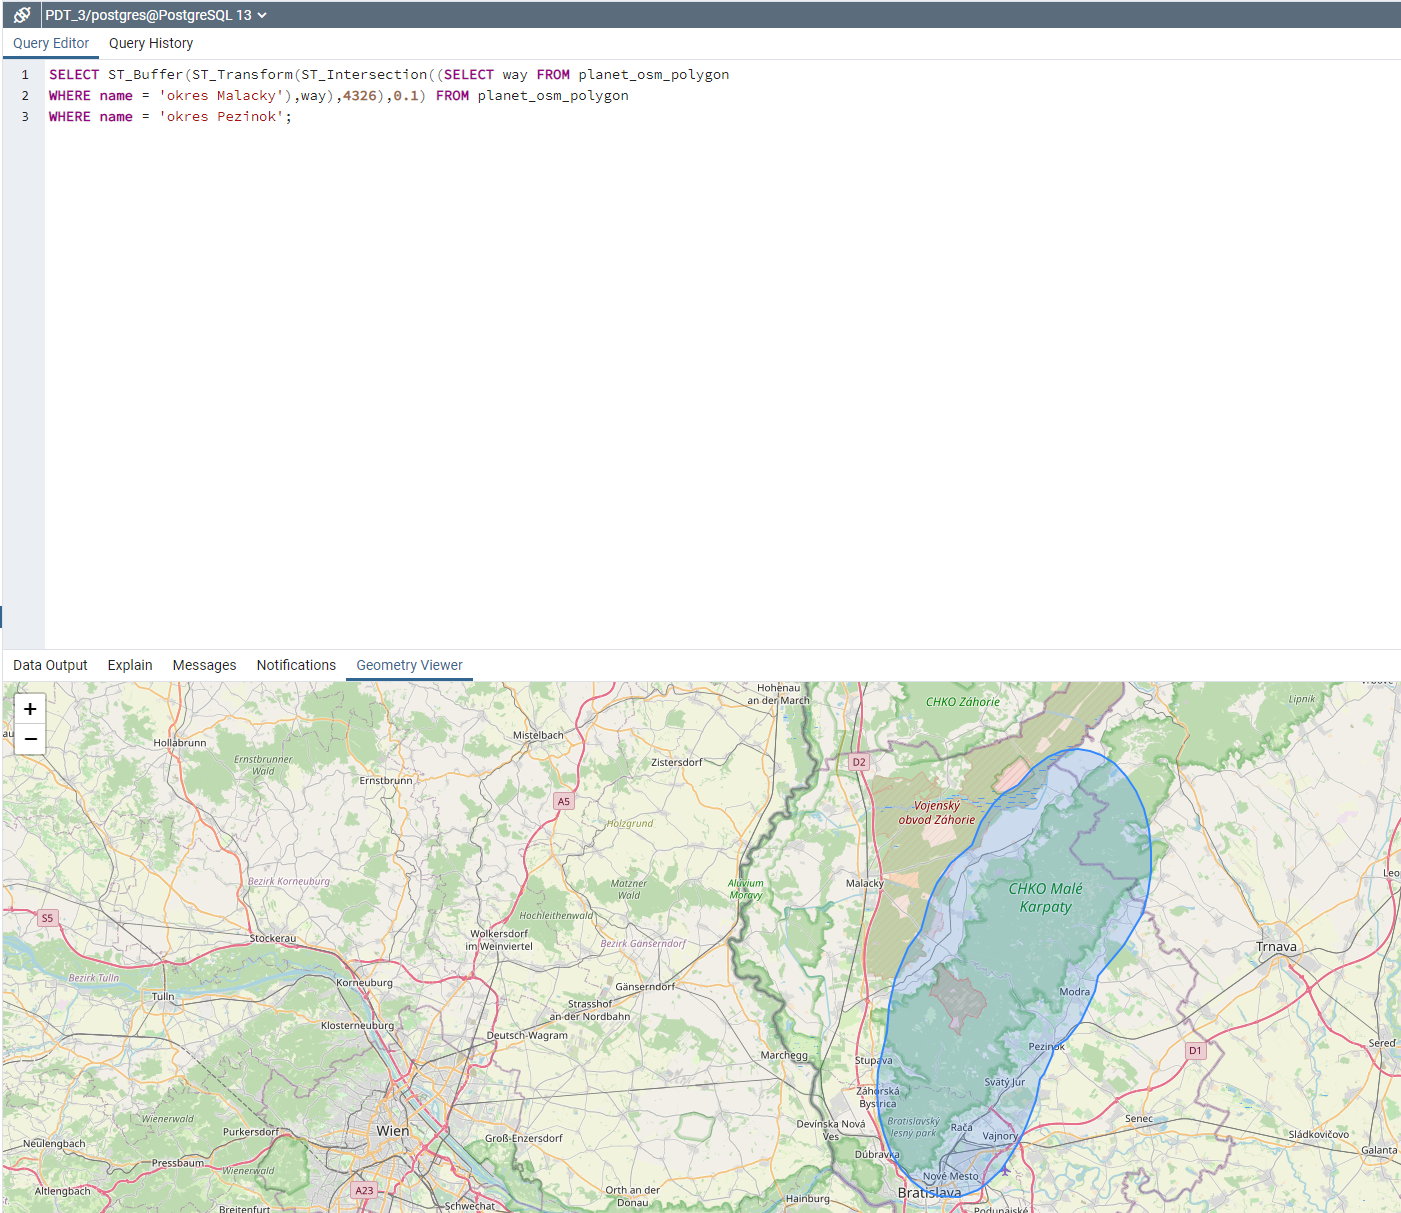 PDT_3/postgres@PostgreSQL 13
Query Editor Query History
1 SELECT ST_Buffer(ST_Transform(ST_Intersection((SELECT way FROM planet_osm_polygon
2 WHERE name = 'okres Malacky'),way),4326),0.1) FROM planet_osm_polygon
3 WHERE name = 'okres Pezinok';
Data Output Explain Messages Notifications Geometry Viewer
+
−
Hohenau
an der March
CHKO Záhorie
Lipník
Hollabrunn
Mistelbach
Ernstbrunner
Wald
Zistersdorf
D2
Ernstbrunn
A5
Vojenský
obvod Záhorie
Holzgrund
Bezirk Korneuburg
Matzner
Wald
Aluvium
Moravy
Malacky
CHKO Malé
Karpaty
S5
Hochleithenwald
Stockerau
Wolkersdorf
im Weinviertel
Bezirk Gänserndorf
Trnava
Bezirk Tulln
Korneuburg
Gänserndorf
Tulln
Modra
Strasshof
an der Nordbahn
Klosterneuburg
Deutsch-Wagram
Pezinok
D1
Sereď
Marchegg
Stupava
Svätý Jur
Záhorská
Bystrica
Wienerwald
Purkersdorf
Wien
Groß-Enzersdorf
Devínska Nová
Ves
Bratislavský
lesný park
Rača
Vajnory
Senec
Sládkovičovo
Neulengbach
Dúbravka
Galanta
Pressbaum
Wienerwald
Nové Mesto
Altlengbach
A23
Orth an der
Donau
Hainburg
Bratislava
Breitenfurt
Schwechat
Podunajské